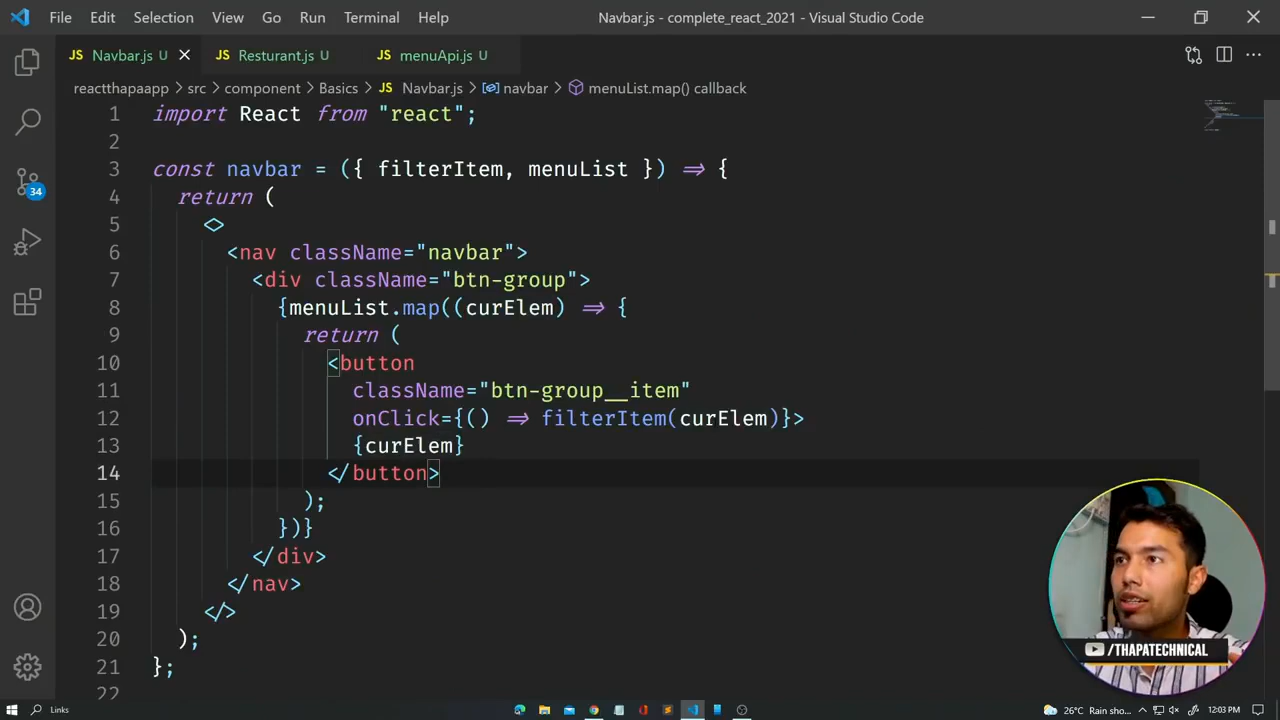 File Edit Selection View Go Run Terminal Help Navbar.js - complete_react_2021 - Visual Studio Code
JS Navbar.js U JS Resturant.js U JS menuApi.js U
reactthapaapp > src > component > Basics > JS Navbar.js > navbar > menuList.map() callback
1 import React from "react";
2
3 const navbar = ({ filterItem, menuList }) => {
4 return (
5 <>
6 <nav className="navbar">
7 <div className="btn-group">
8 {menuList.map((curElem) => {
9 return (
10 <button
11 className="btn-group__item"
12 onClick={() => filterItem(curElem)}>
13 {curElem}
14 </button>
15 );
16 })}
17 </div>
18 </nav>
19 </>
20 );
21 };
22
34
/THAPATECHNICAL
Links 26°C Rain sho... 12:03 PM